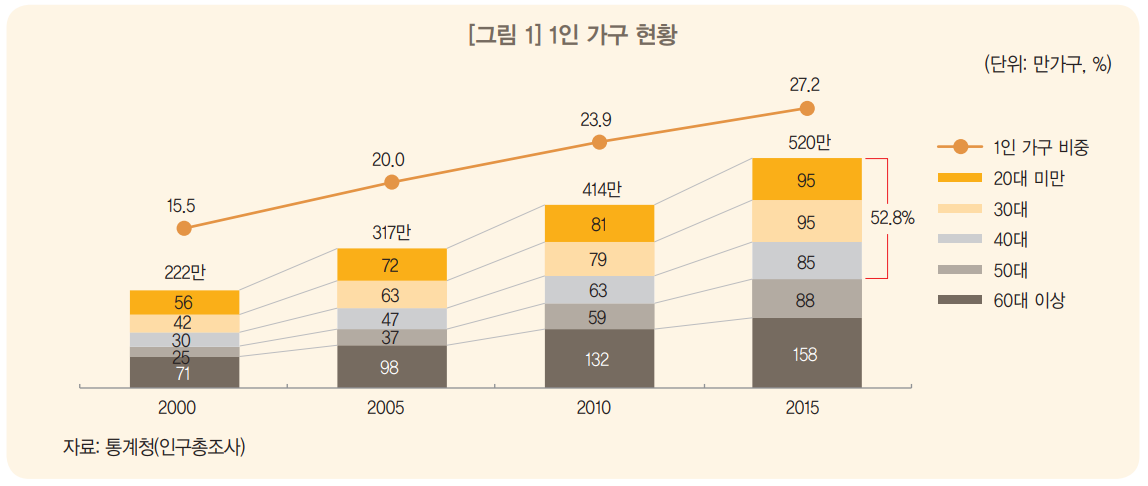 [그림 1] 1인 가구 현황
(단위: 만가구, %)
27.2
23.9
20.0
15.5
520만
414만
317만
222만
1인 가구 비중
20대 미만
30대
40대
50대
60대 이상
52.8%
56
42
30
25
71
72
63
47
37
98
81
79
63
59
132
95
95
85
88
158
2000
2005
2010
2015
자료: 통계청(인구총조사)